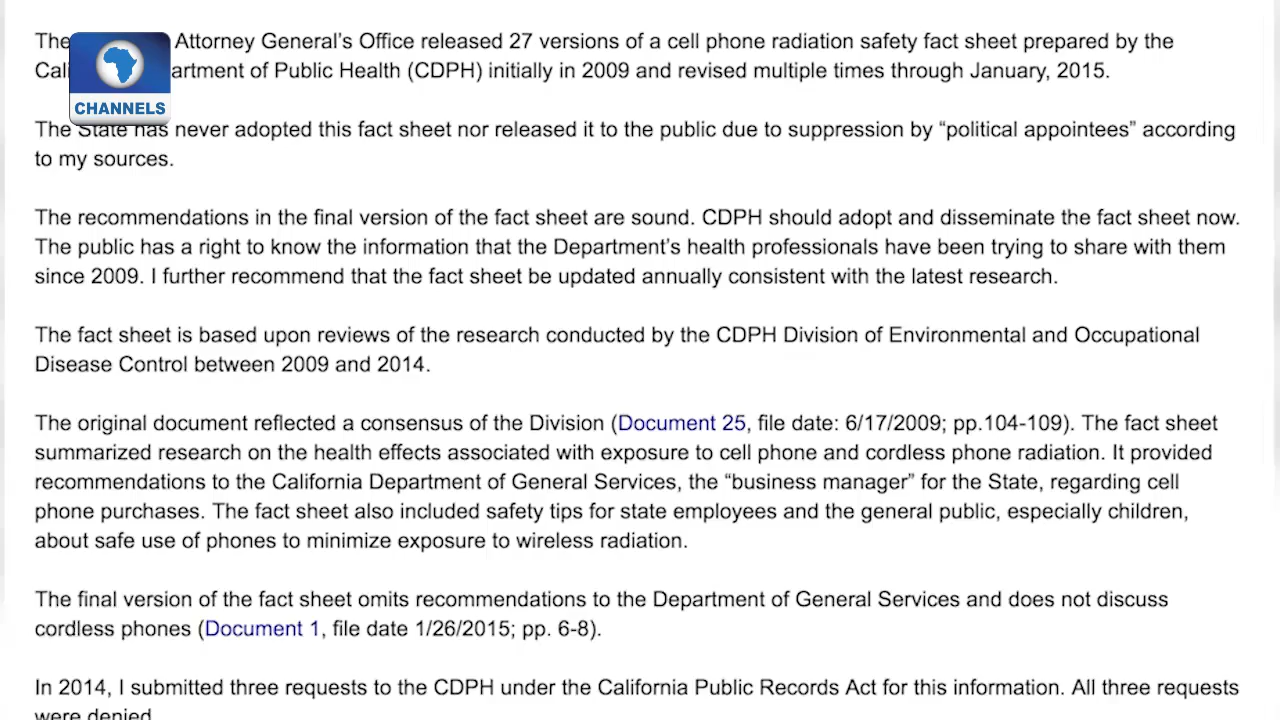 The Attorney General's Office released 27 versions of a cell phone radiation safety fact sheet prepared by the
Cali artment of Public Health (CDPH) initially in 2009 and revised multiple times through January, 2015.
CHANNELS
The State has never adopted this fact sheet nor released it to the public due to suppression by “political appointees” according
to my sources.
The recommendations in the final version of the fact sheet are sound. CDPH should adopt and disseminate the fact sheet now.
The public has a right to know the information that the Department’s health professionals have been trying to share with them
since 2009. I further recommend that the fact sheet be updated annually consistent with the latest research.
The fact sheet is based upon reviews of the research conducted by the CDPH Division of Environmental and Occupational
Disease Control between 2009 and 2014.
The original document reflected a consensus of the Division (Document 25, file date: 6/17/2009; pp.104-109). The fact sheet
summarized research on the health effects associated with exposure to cell phone and cordless phone radiation. It provided
recommendations to the California Department of General Services, the “business manager” for the State, regarding cell
phone purchases. The fact sheet also included safety tips for state employees and the general public, especially children,
about safe use of phones to minimize exposure to wireless radiation.
The final version of the fact sheet omits recommendations to the Department of General Services and does not discuss
cordless phones (Document 1, file date 1/26/2015; pp. 6-8).
In 2014, I submitted three requests to the CDPH under the California Public Records Act for this information. All three requests
were denied